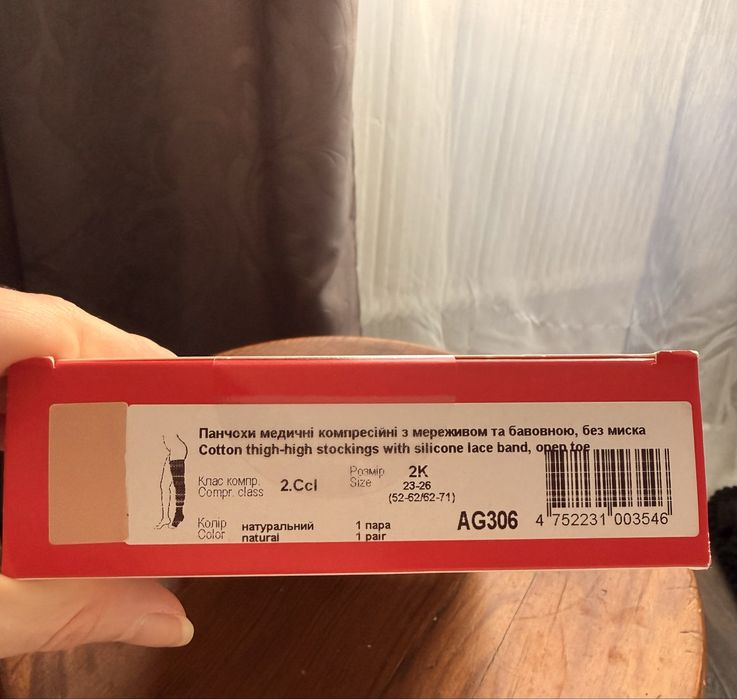 Панчохи медичні компресійні з мереживом та бавовною, без миска
Cotton thigh-high stockings with silicone lace band, open toe
Клас компр.
Compr. class
2.Ccl
Розмір
Size
2K
23-26
(52-62/62-71)
Колір
Color
натуральний
natural
1 пара
1 pair
AG306
4 752231 003546